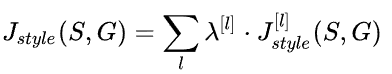 J_{style}(S, G) = \sum_{l} \lambda^{[l]} \cdot J^{[l]}_{style}(S, G)